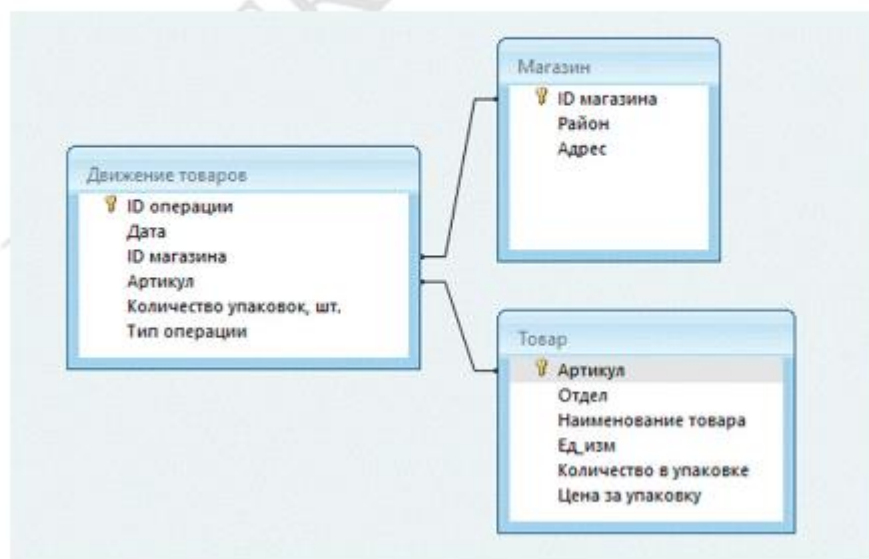 Движение товаров
ID операции
Дата
ID магазина
Артикул
Количество упаковок, шт.
Тип операции
Магазин
ID магазина
Район
Адрес
Товар
Артикул
Отдел
Наименование товара
Ед_изм
Количество в упаковке
Цена за упаковку